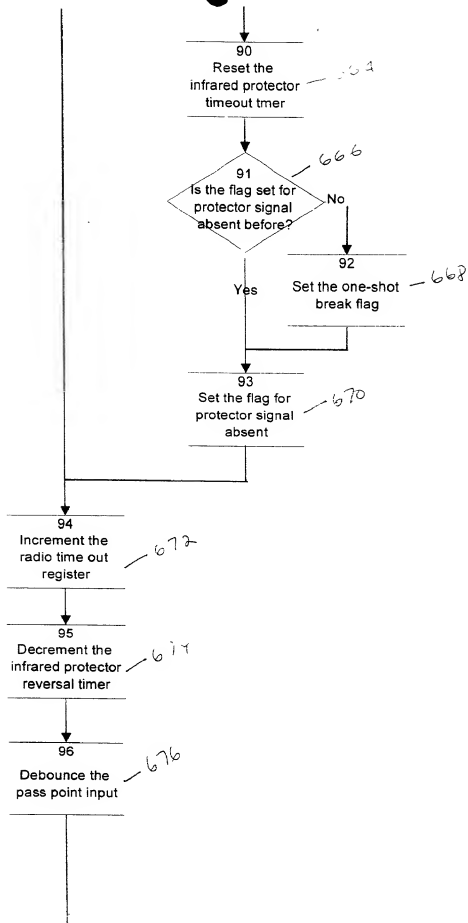 90
Reset the
infrared protector
timeout tmer
91
Is the flag set for
protector signal
absent before?
666
No
92
Set the one-shot
break flag
668
Yes
93
Set the flag for
protector signal
absent
670
94
Increment the
radio time out
register
672
95
Decrement the
infrared protector
reversal timer
96
Debounce the
pass point input
676